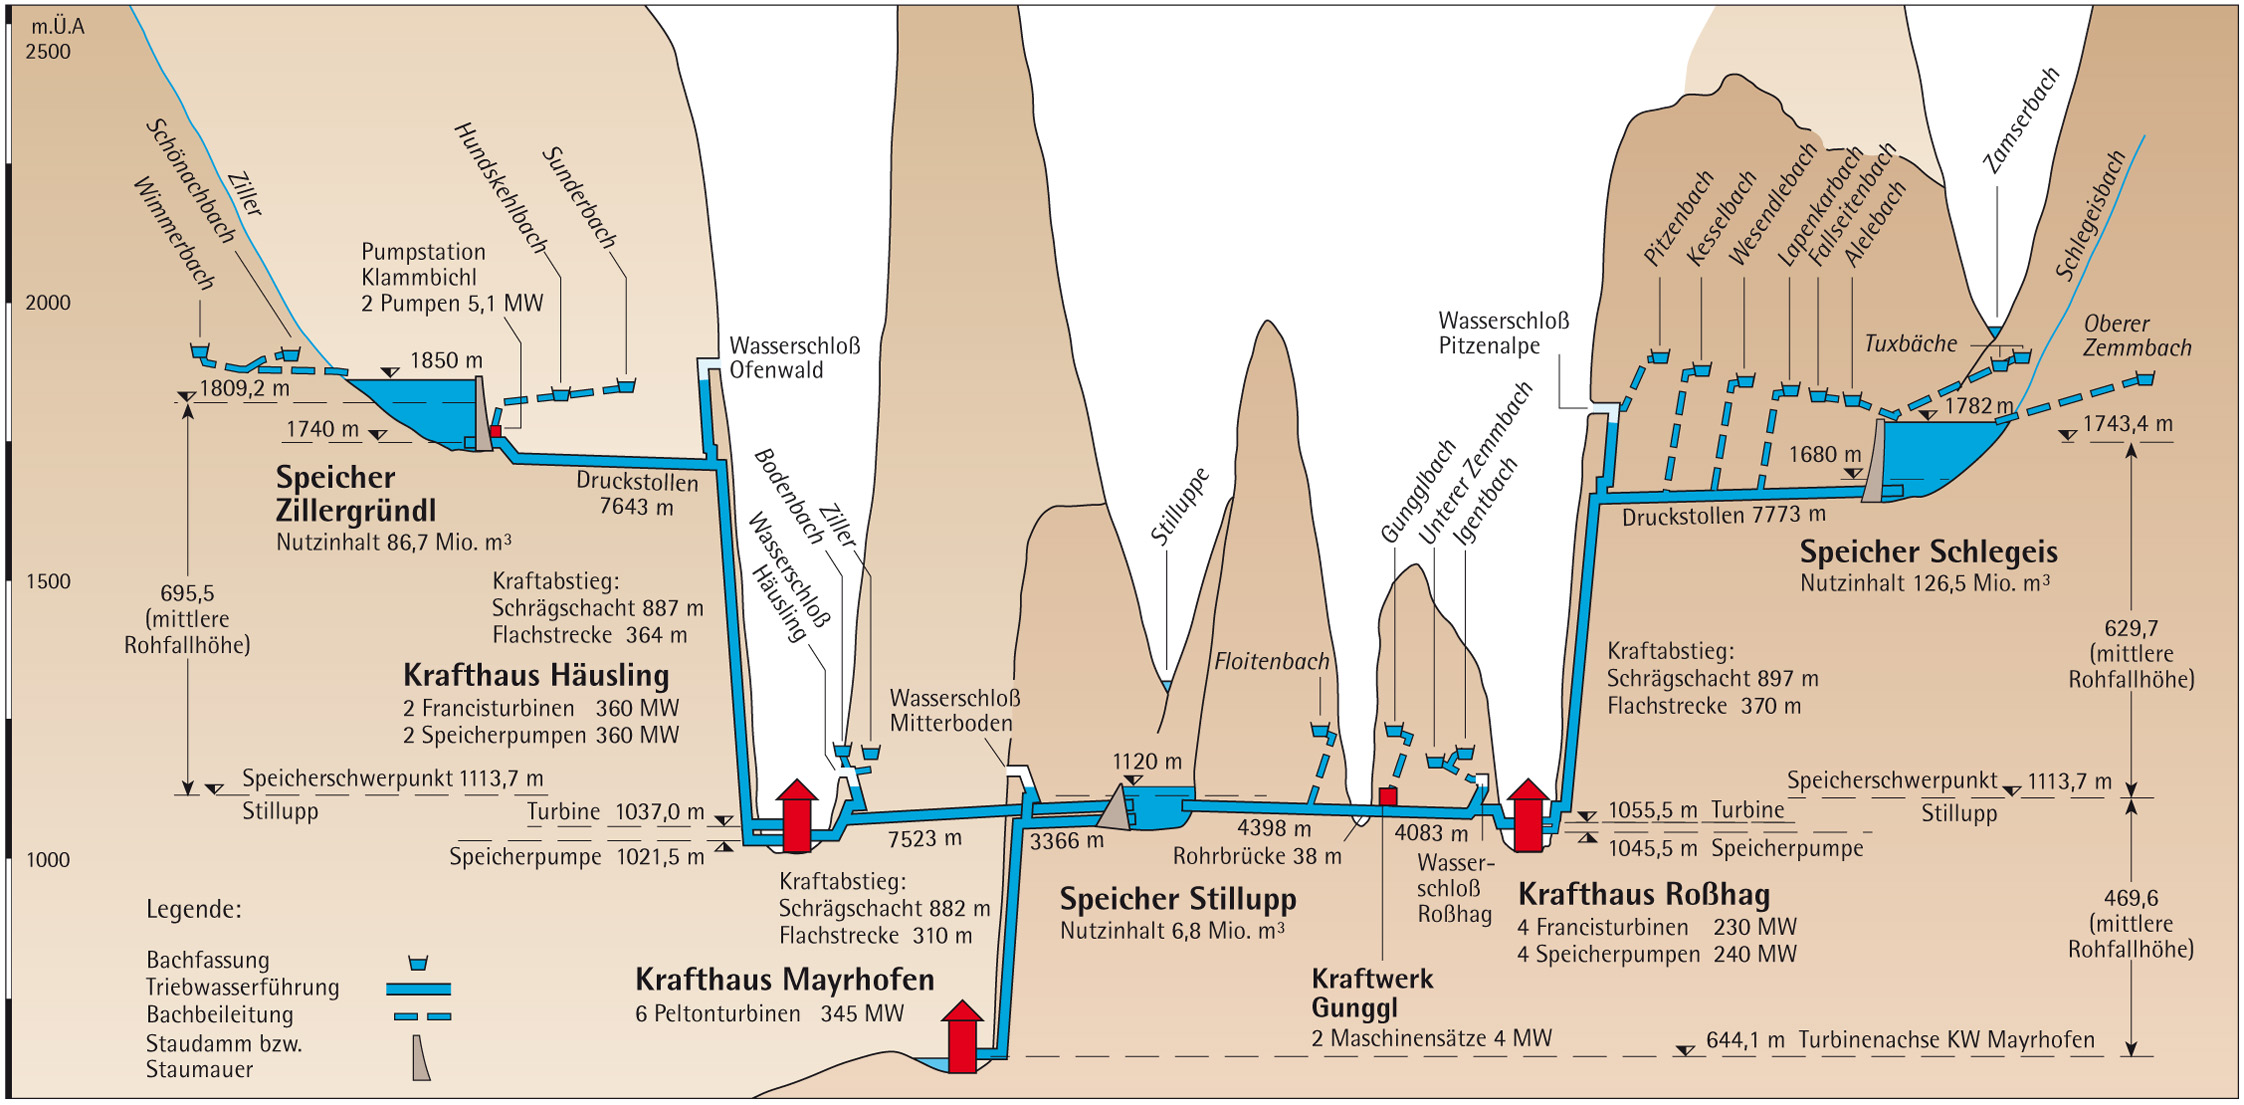 m.Ü.A
2500
2000
1500
1000
Wimmerbach
Schönachbach
Ziller
Hundskehlbach
Sunderbach
Pumpstation
Klammbichl
2 Pumpen 5,1 MW
1850 m
1809,2 m
1740 m
Speicher
Zillergründl
Nutzinhalt 86,7 Mio. m³
Druckstollen
7643 m
Wasserschloß
Ofenwald
695,5
(mittlere
Rohfallhöhe)
Kraftabstieg:
Schrägschacht 887 m
Flachstrecke 364 m
Krafthaus Häusling
2 Francisturbinen 360 MW
2 Speicherpumpen 360 MW
Bodenbach
Ziller
Wasserschloß
Häusling
Speicherschwerpunkt 1113,7 m
Stillupp
Turbine 1037,0 m
Speicherpumpe 1021,5 m
Wasserschloß
Mitterboden
7523 m
3366 m
Kraftabstieg:
Schrägschacht 882 m
Flachstrecke 310 m
Krafthaus Mayrhofen
6 Peltonturbinen 345 MW
Stilluppe
1120 m
Speicher Stillupp
Nutzinhalt 6,8 Mio. m³
Floitenbach
4398 m
Rohrbrücke 38 m
4083 m
Gungglbach
Unterer Zemmbach
Igentbach
Wasser-
schloß
Roßhag
Kraftwerk
Gunggl
2 Maschinensätze 4 MW
Wasserschloß
Pitzenalpe
Pitzenbach
Kesselbach
Wesendlebach
Lapenkarbach
Fallseitenbach
Alelebach
Zamserbach
Schlegeisbach
Tuxbäche
Oberer
Zemmbach
1782 m
1743,4 m
1680 m
Druckstollen 7773 m
Speicher Schlegeis
Nutzinhalt 126,5 Mio. m³
Kraftabstieg:
Schrägschacht 897 m
Flachstrecke 370 m
629,7
(mittlere
Rohfallhöhe)
Speicherschwerpunkt 1113,7 m
Stillupp
1055,5 m Turbine
1045,5 m Speicherpumpe
Krafthaus Roßhag
4 Francisturbinen 230 MW
4 Speicherpumpen 240 MW
469,6
(mittlere
Rohfallhöhe)
644,1 m Turbinenachse KW Mayrhofen
Legende:
Bachfassung
Triebwasserführung
Bachbeileitung
Staudamm bzw.
Staumauer